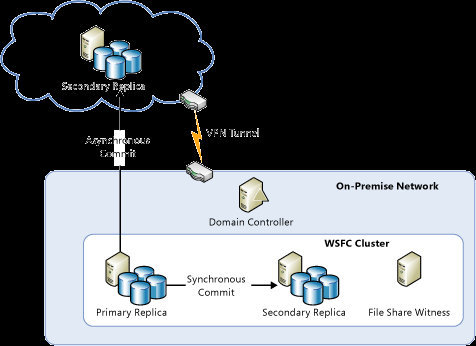 Secondary Replica
Asynchronous
Commit
VPN Tunnel
On-Premise Network
Domain Controller
WSFC Cluster
Synchronous
Commit
Primary Replica
Secondary Replica
File Share Witness